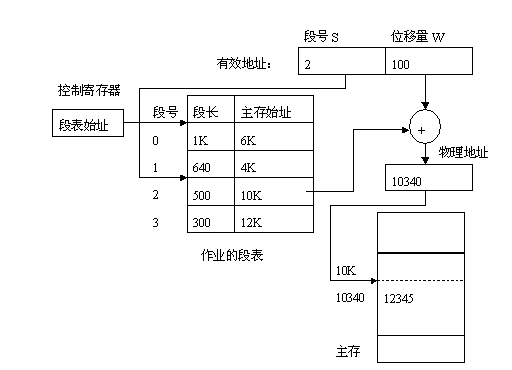 段号 S 位移量 W
有效地址： 2 100
控制寄存器
段表始址
段号 段长 主存始址
0 1K 6K
1 640 4K
2 500 10K
3 300 12K
作业的段表
+
物理地址
10340
10K
10340 12345
主存